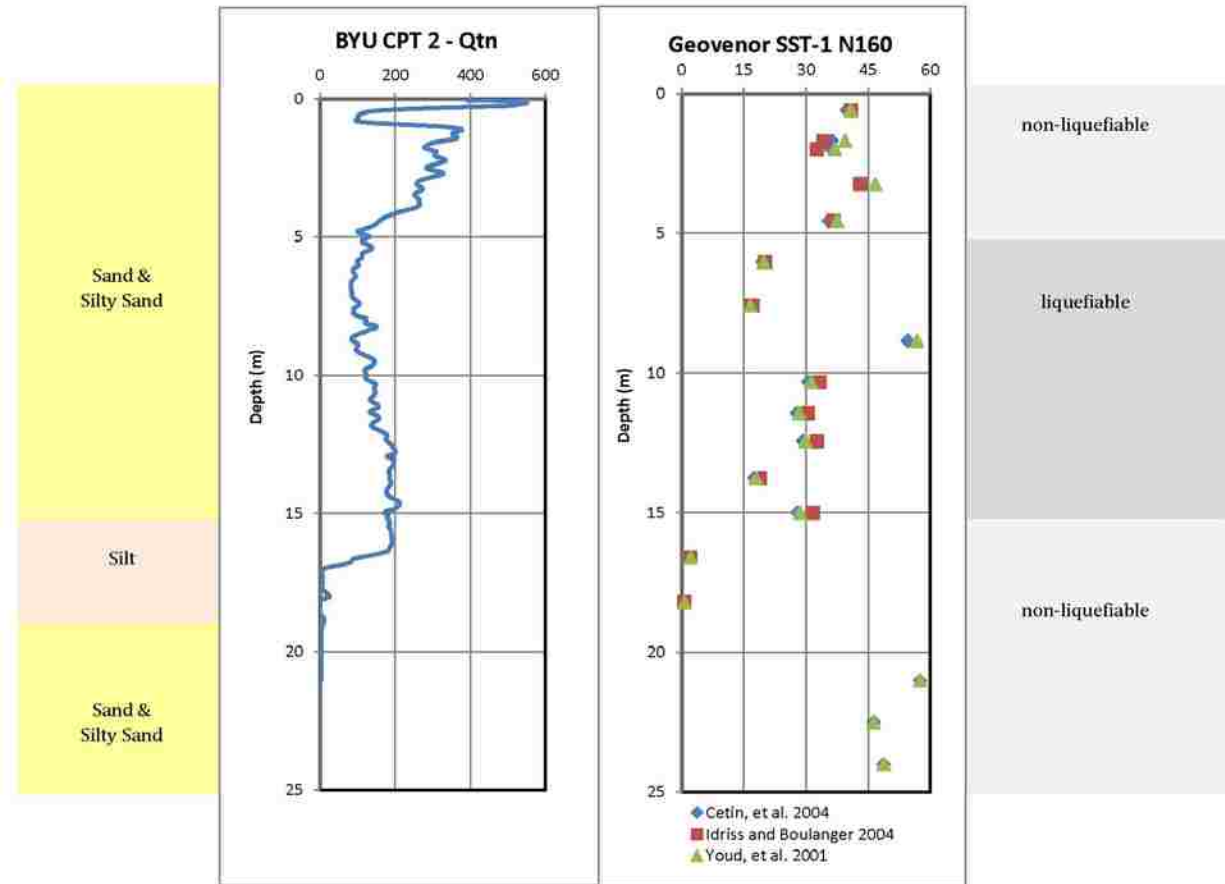 BYU CPT 2 - Qtn
0 200 400 600
0
5
10
15
20
25
Depth (m)
Geovenor SST-1 N160
0 15 30 45 60
0
5
10
15
20
25
Depth (m)
Cetin, et al. 2004
Idriss and Boulanger 2004
Youd, et al. 2001
Sand &
Silty Sand
Silt
Sand &
Silty Sand
non-liquefiable
liquefiable
non-liquefiable